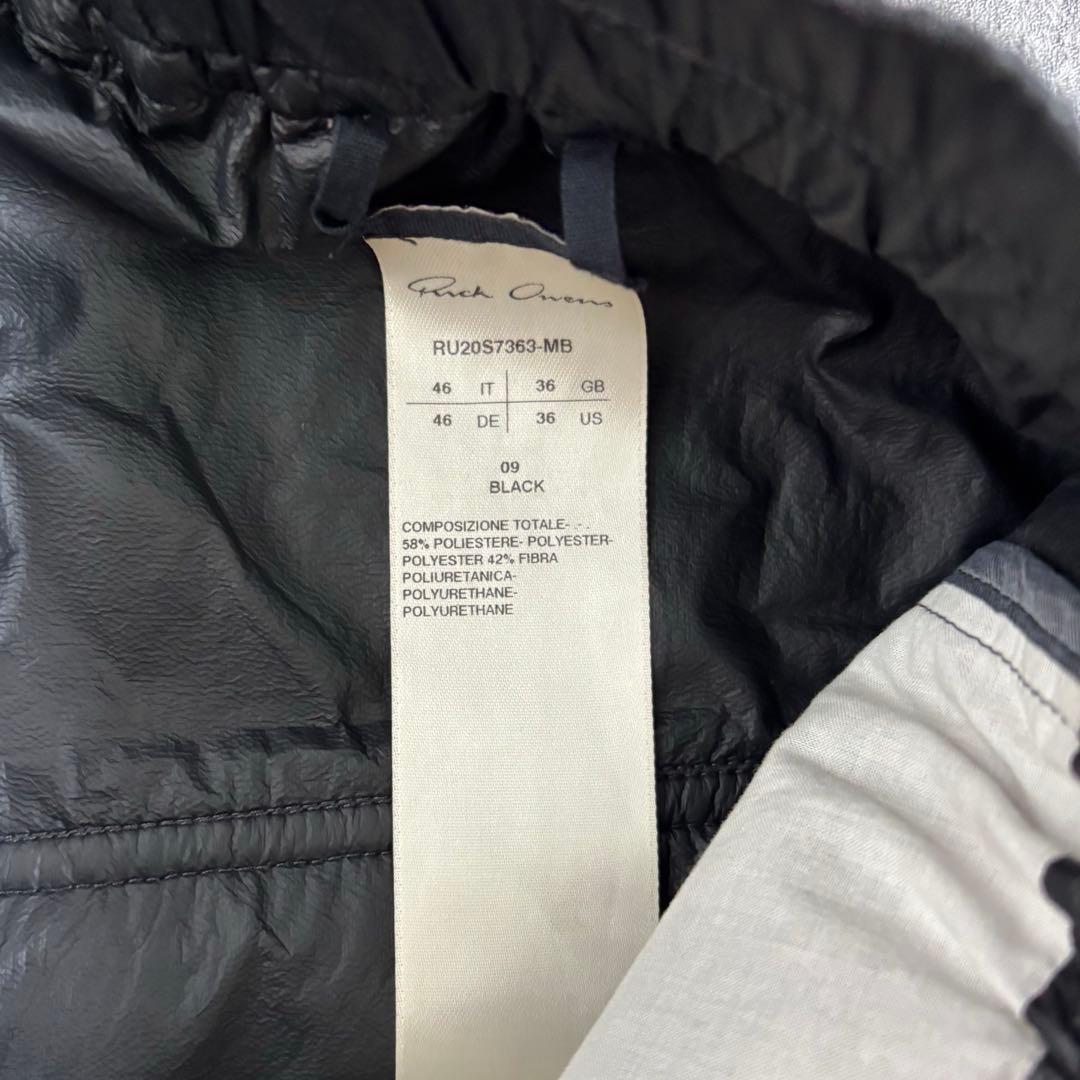 Rick Owens
RU20S7363-MB
46 IT 36 GB
46 DE 36 US
09
BLACK
COMPOSIZIONE TOTALE- .- .
58% POLIESTERE- POLYESTER-
POLYESTER 42% FIBRA
POLIURETANICA-
POLYURETHANE-
POLYURETHANE